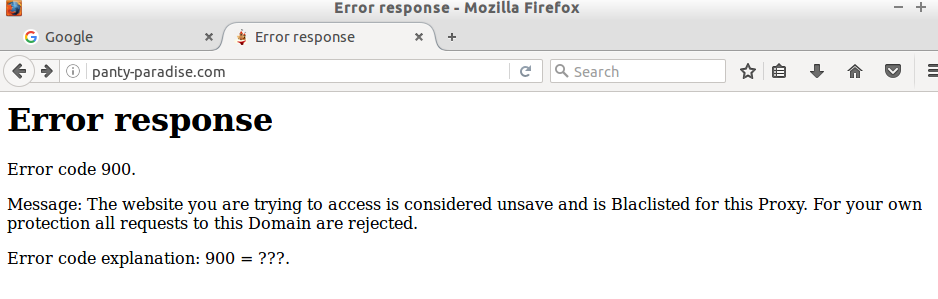 Error response - Mozilla Firefox
Google
Error response
panty-paradise.com
Search
Error response
Error code 900.
Message: The website you are trying to access is considered unsave and is Blaclisted for this Proxy. For your own
protection all requests to this Domain are rejected.
Error code explanation: 900 = ???.